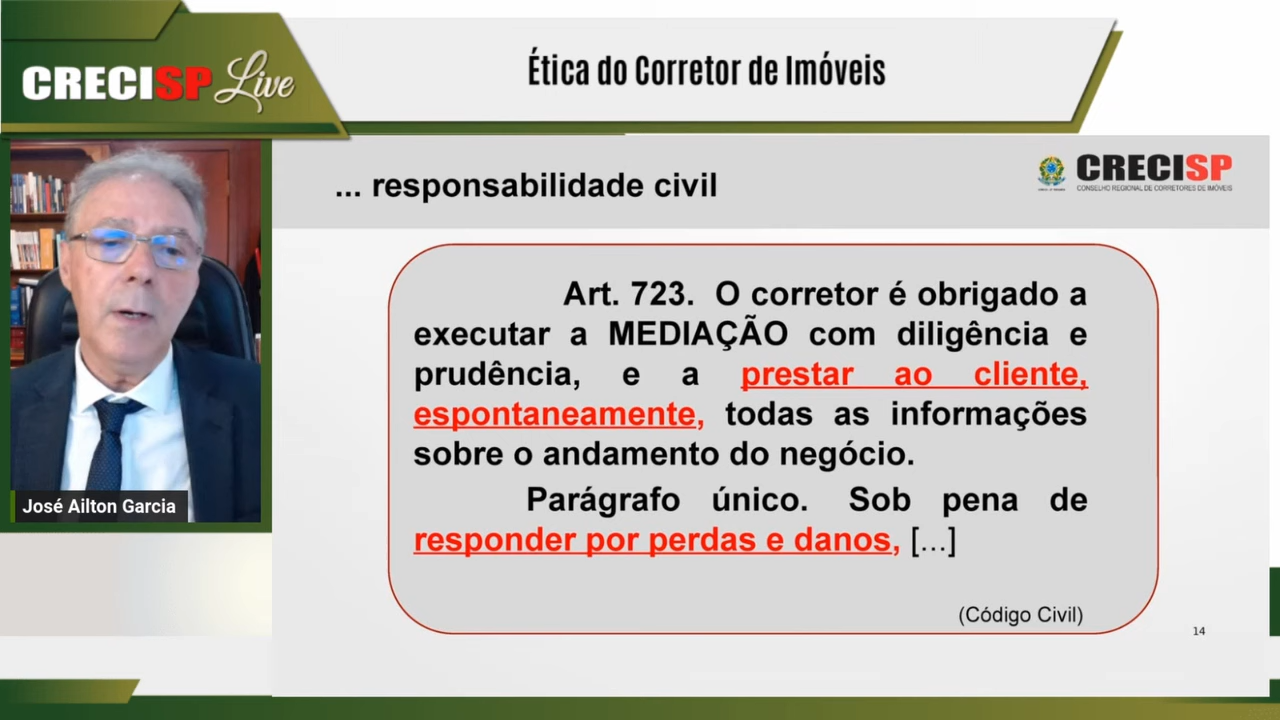 CRECISP Live
Ética do Corretor de Imóveis
... responsabilidade civil
CRECISP
CONSELHO REGIONAL DE CORRETORES DE IMÓVEIS
Art. 723. O corretor é obrigado a
executar a MEDIAÇÃO com diligência e
prudência, e a prestar ao cliente,
espontaneamente, todas as informações
sobre o andamento do negócio.
Parágrafo único. Sob pena de
responder por perdas e danos, [...]
(Código Civil)
14
José Ailton Garcia